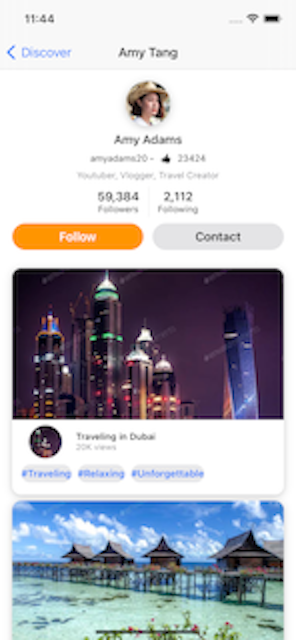 11:44
Discover
Amy Tang
Amy Adams
amyadams20 - 23424
Youtuber, Vlogger, Travel Creator
59,384 2,112
Followers Following
Follow Contact
Traveling in Dubai
20K views
#Traveling #Relaxing #Unforgettable